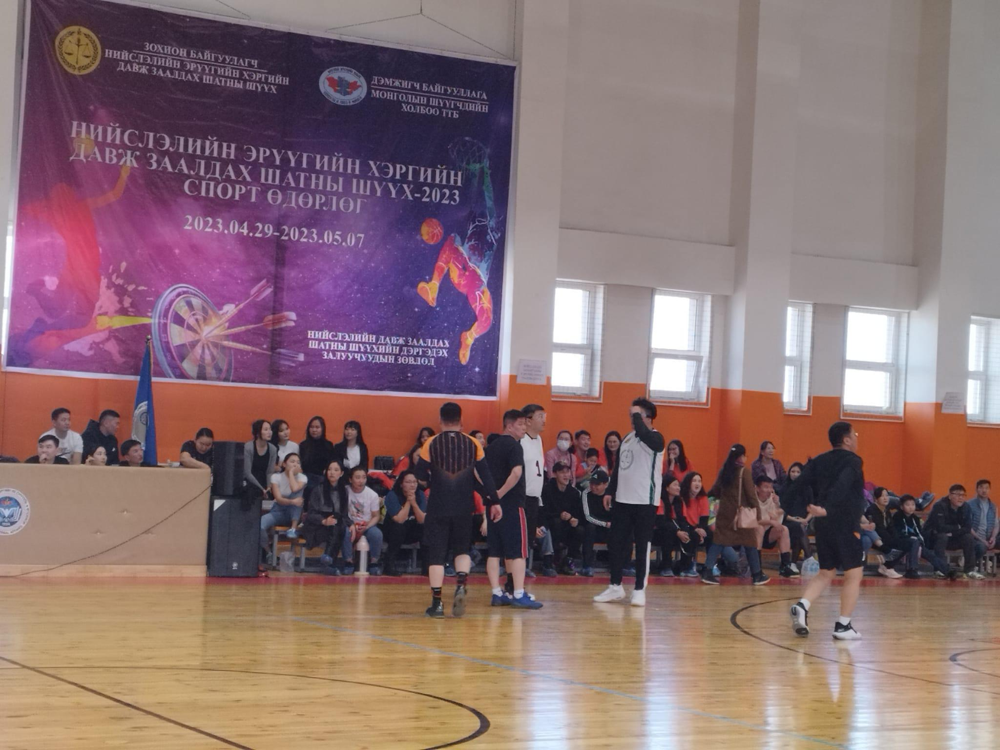 ЗОХИОН БАЙГУУЛАГЧ
НИЙСЛЭЛИЙН ЭРҮҮГИЙН ХЭРГИЙН
ДАВЖ ЗААЛДАХ ШАТНЫ ШҮҮХ
ДЭМЖИГЧ БАЙГУУЛЛАГА
МОНГОЛЫН ШҮҮГЧДИЙН
ХОЛБОО ТТБ
НИЙСЛЭЛИЙН ЭРҮҮГИЙН ХЭРГИЙН
ДАВЖ ЗААЛДАХ ШАТНЫ ШҮҮХ-2023
СПОРТ ӨДӨРЛӨГ
2023.04.29-2023.05.07
НИЙСЛЭЛИЙН ДАВЖ ЗААЛДАХ
ШАТНЫ ШҮҮХИЙН ДЭРГЭДЭХ
ЗАЛУУЧУУДЫН ЗӨВЛӨЛ
1